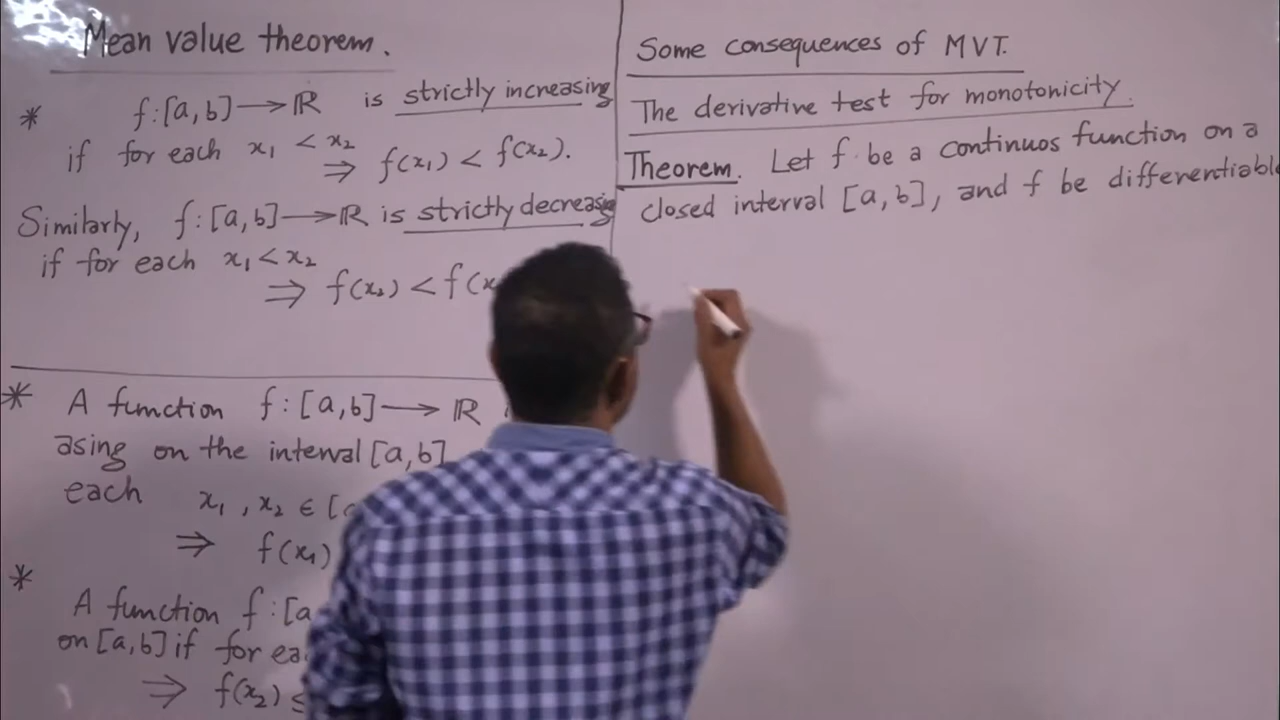 Mean value theorem.
* f:[a,b]⟶ℝ is strictly increasing
if for each x₁ < x₂
⇒ f(x₁) < f(x₂).
Similarly, f:[a,b]⟶ℝ is strictly decreasing
if for each x₁<x₂
⇒ f(x₂) < f(x
* A function f:[a,b]⟶ℝ
asing on the interval [a,b]
each x₁, x₂ ∈ [
⇒ f(x₁)
*
A function f:[a
on [a,b] if for ea
⇒ f(x₂) ≤
Some consequences of MVT.
The derivative test for monotonicity.
Theorem. Let f be a continuos function on a
closed interval [a,b], and f be differentiable